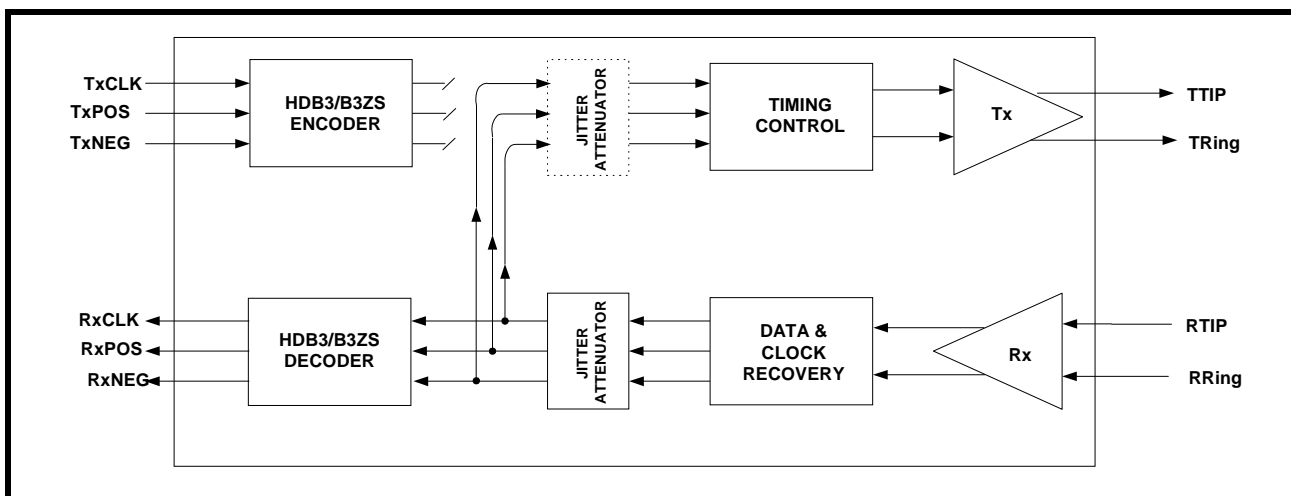 TxCLK
TxPOS
TxNEG
HDB3/B3ZS
ENCODER
JITTER
ATTENUATOR
TIMING
CONTROL
Tx
TTIP
TRing
RxCLK
RxPOS
RxNEG
HDB3/B3ZS
DECODER
JITTER
ATTENUATOR
DATA &
CLOCK
RECOVERY
Rx
RTIP
RRing